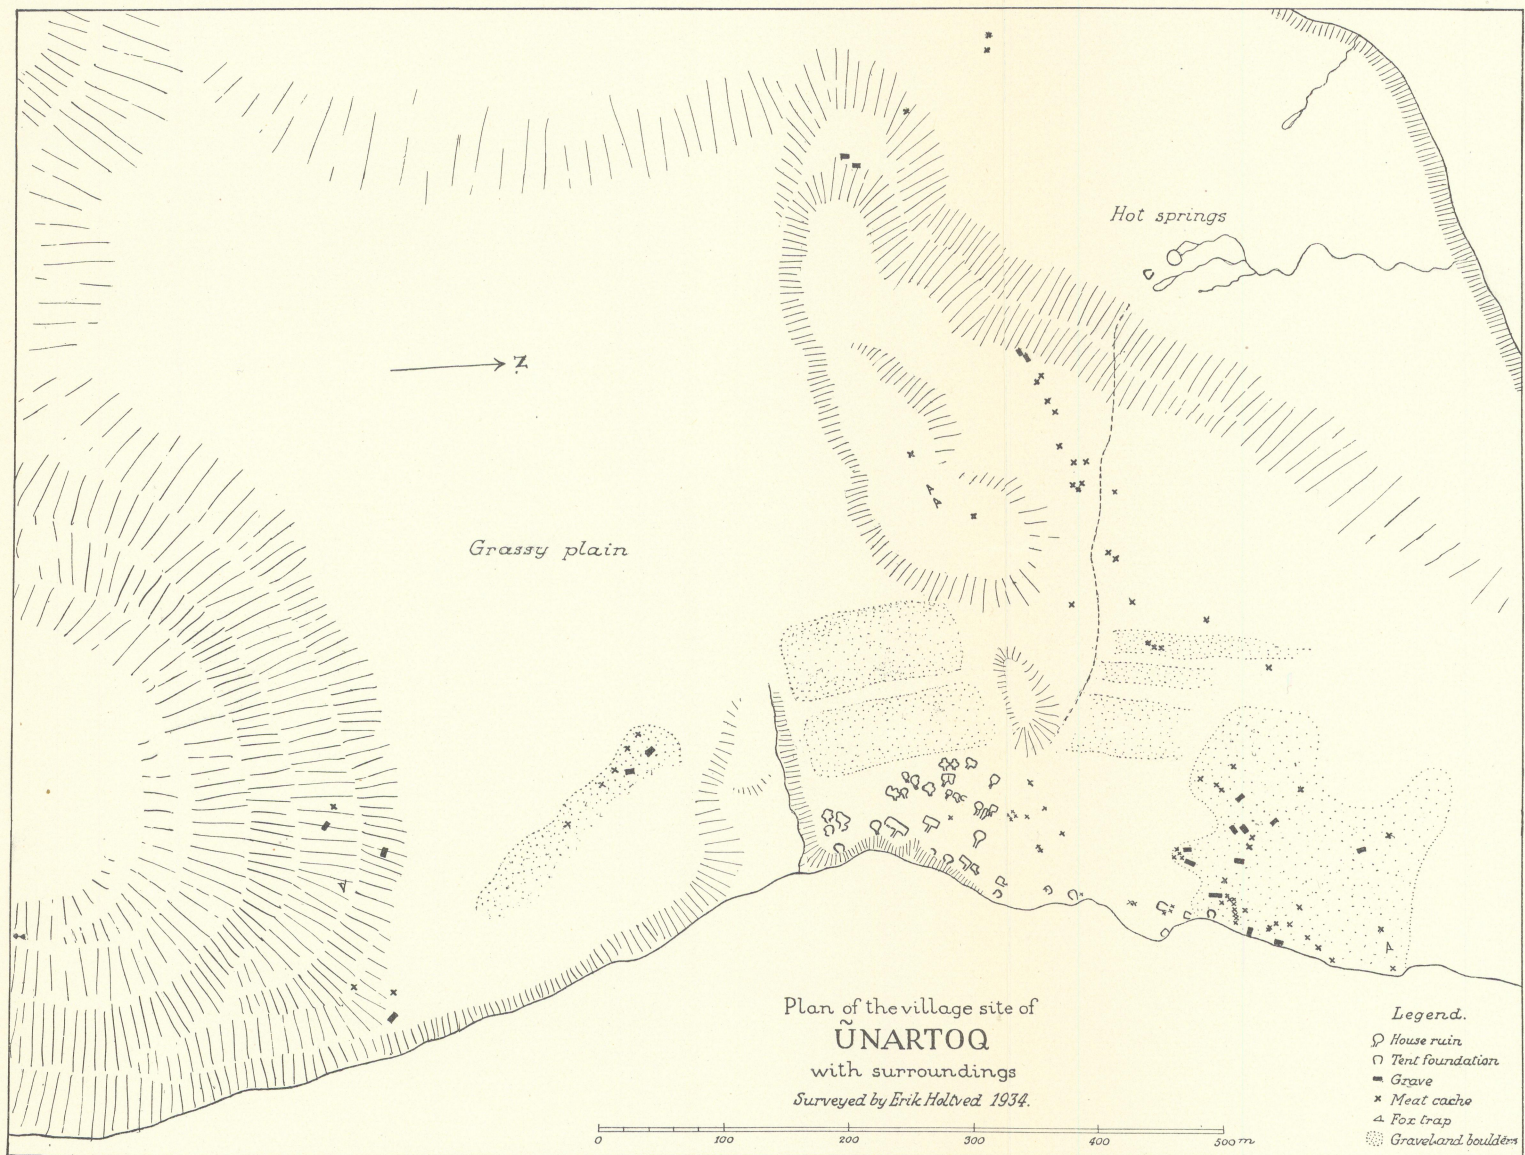 Hot springs
N.
Grassy plain
Plan of the village site of
ŨNARTOQ
with surroundings
Surveyed by Erik Holtved 1934.
0 100 200 300 400 500 m
Legend.
House ruin
Tent foundation
Grave
Meat cache
Fox trap
Gravel and boulders